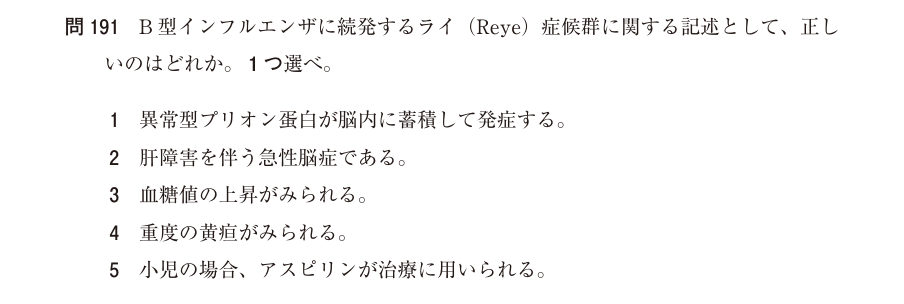 問 191　B 型インフルエンザに続発するライ（Reye）症候群に関する記述として、正し
いのはどれか。1 つ選べ。
1　異常型プリオン蛋白が脳内に蓄積して発症する。
2　肝障害を伴う急性脳症である。
3　血糖値の上昇がみられる。
4　重度の黄疸がみられる。
5　小児の場合、アスピリンが治療に用いられる。